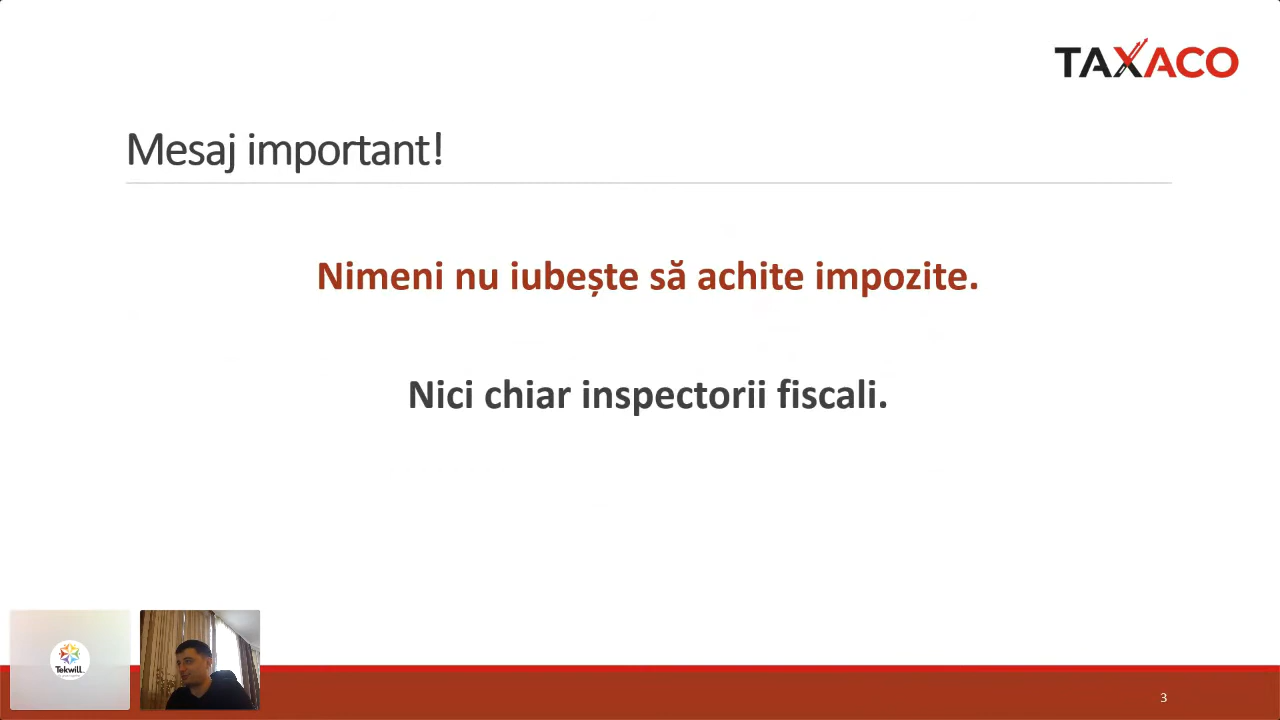 TAXACO
Mesaj important!
Nimeni nu iubește să achite impozite.
Nici chiar inspectorii fiscali.
Tekwill
3